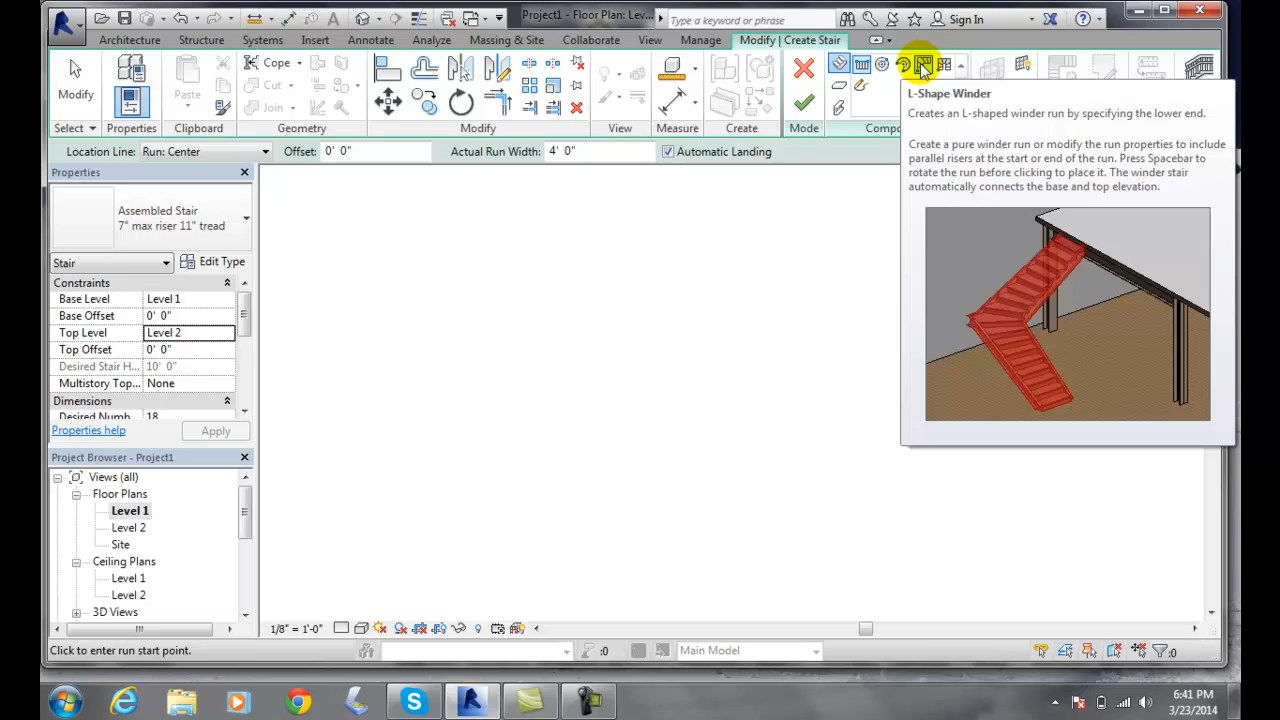 Project1 - Floor Plan: Lev...
Type a keyword or phrase
Sign In
Architecture
Structure
Systems
Insert
Annotate
Analyze
Massing & Site
Collaborate
View
Manage
Modify | Create Stair
Modify
Paste
Cope
Cut
Join
Select
Properties
Clipboard
Geometry
Modify
View
Measure
Create
Mode
Compo
L-Shape Winder
Creates an L-shaped winder run by specifying the lower end.
Create a pure winder run or modify the run properties to include
parallel risers at the start or end of the run. Press Spacebar to
rotate the run before clicking to place it. The winder stair
automatically connects the base and top elevation.
Location Line: Run: Center
Offset: 0' 0"
Actual Run Width: 4' 0"
Automatic Landing
Properties
Assembled Stair
7" max riser 11" tread
Stair
Edit Type
Constraints
Base Level Level 1
Base Offset 0' 0"
Top Level Level 2
Top Offset 0' 0"
Desired Stair H... 10' 0"
Multistory Top... None
Dimensions
Desired Numb... 18
Properties help
Apply
Project Browser - Project1
Views (all)
Floor Plans
Level 1
Level 2
Site
Ceiling Plans
Level 1
Level 2
3D Views
1/8" = 1'-0"
Click to enter run start point.
:0
Main Model
:0
6:41 PM
3/23/2014